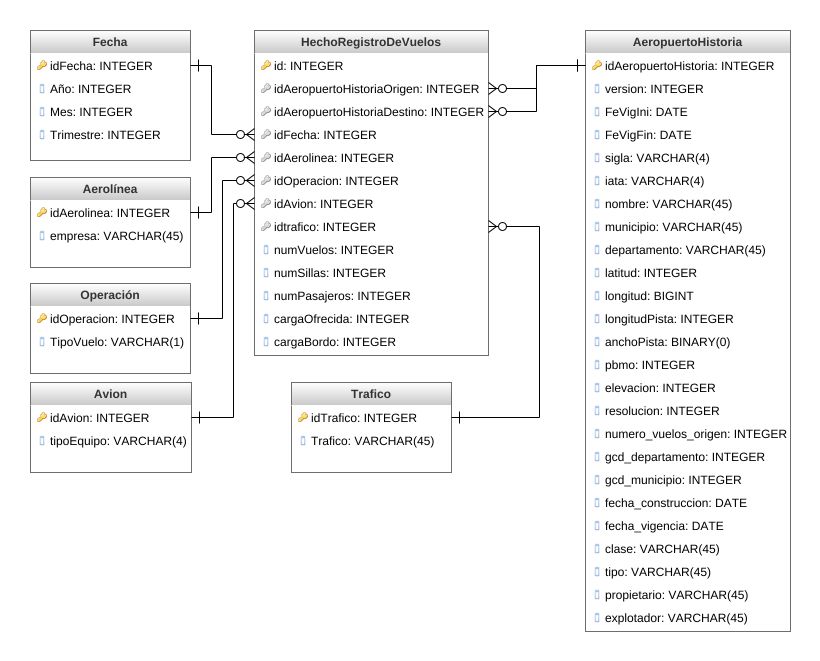 Fecha
idFecha: INTEGER
Año: INTEGER
Mes: INTEGER
Trimestre: INTEGER
Aerolínea
idAerolinea: INTEGER
empresa: VARCHAR(45)
Operación
idOperacion: INTEGER
TipoVuelo: VARCHAR(1)
Avion
idAvion: INTEGER
tipoEquipo: VARCHAR(4)
HechoRegistroDeVuelos
id: INTEGER
idAeropuertoHistoriaOrigen: INTEGER
idAeropuertoHistoriaDestino: INTEGER
idFecha: INTEGER
idAerolinea: INTEGER
idOperacion: INTEGER
idAvion: INTEGER
idtrafico: INTEGER
numVuelos: INTEGER
numSillas: INTEGER
numPasajeros: INTEGER
cargaOfrecida: INTEGER
cargaBordo: INTEGER
Trafico
idTrafico: INTEGER
Trafico: VARCHAR(45)
AeropuertoHistoria
idAeropuertoHistoria: INTEGER
version: INTEGER
FeVigIni: DATE
FeVigFin: DATE
sigla: VARCHAR(4)
iata: VARCHAR(4)
nombre: VARCHAR(45)
municipio: VARCHAR(45)
departamento: VARCHAR(45)
latitud: INTEGER
longitud: BIGINT
longitudPista: INTEGER
anchoPista: BINARY(0)
pbmo: INTEGER
elevacion: INTEGER
resolucion: INTEGER
numero_vuelos_origen: INTEGER
gcd_departamento: INTEGER
gcd_municipio: INTEGER
fecha_construccion: DATE
fecha_vigencia: DATE
clase: VARCHAR(45)
tipo: VARCHAR(45)
propietario: VARCHAR(45)
explotador: VARCHAR(45)